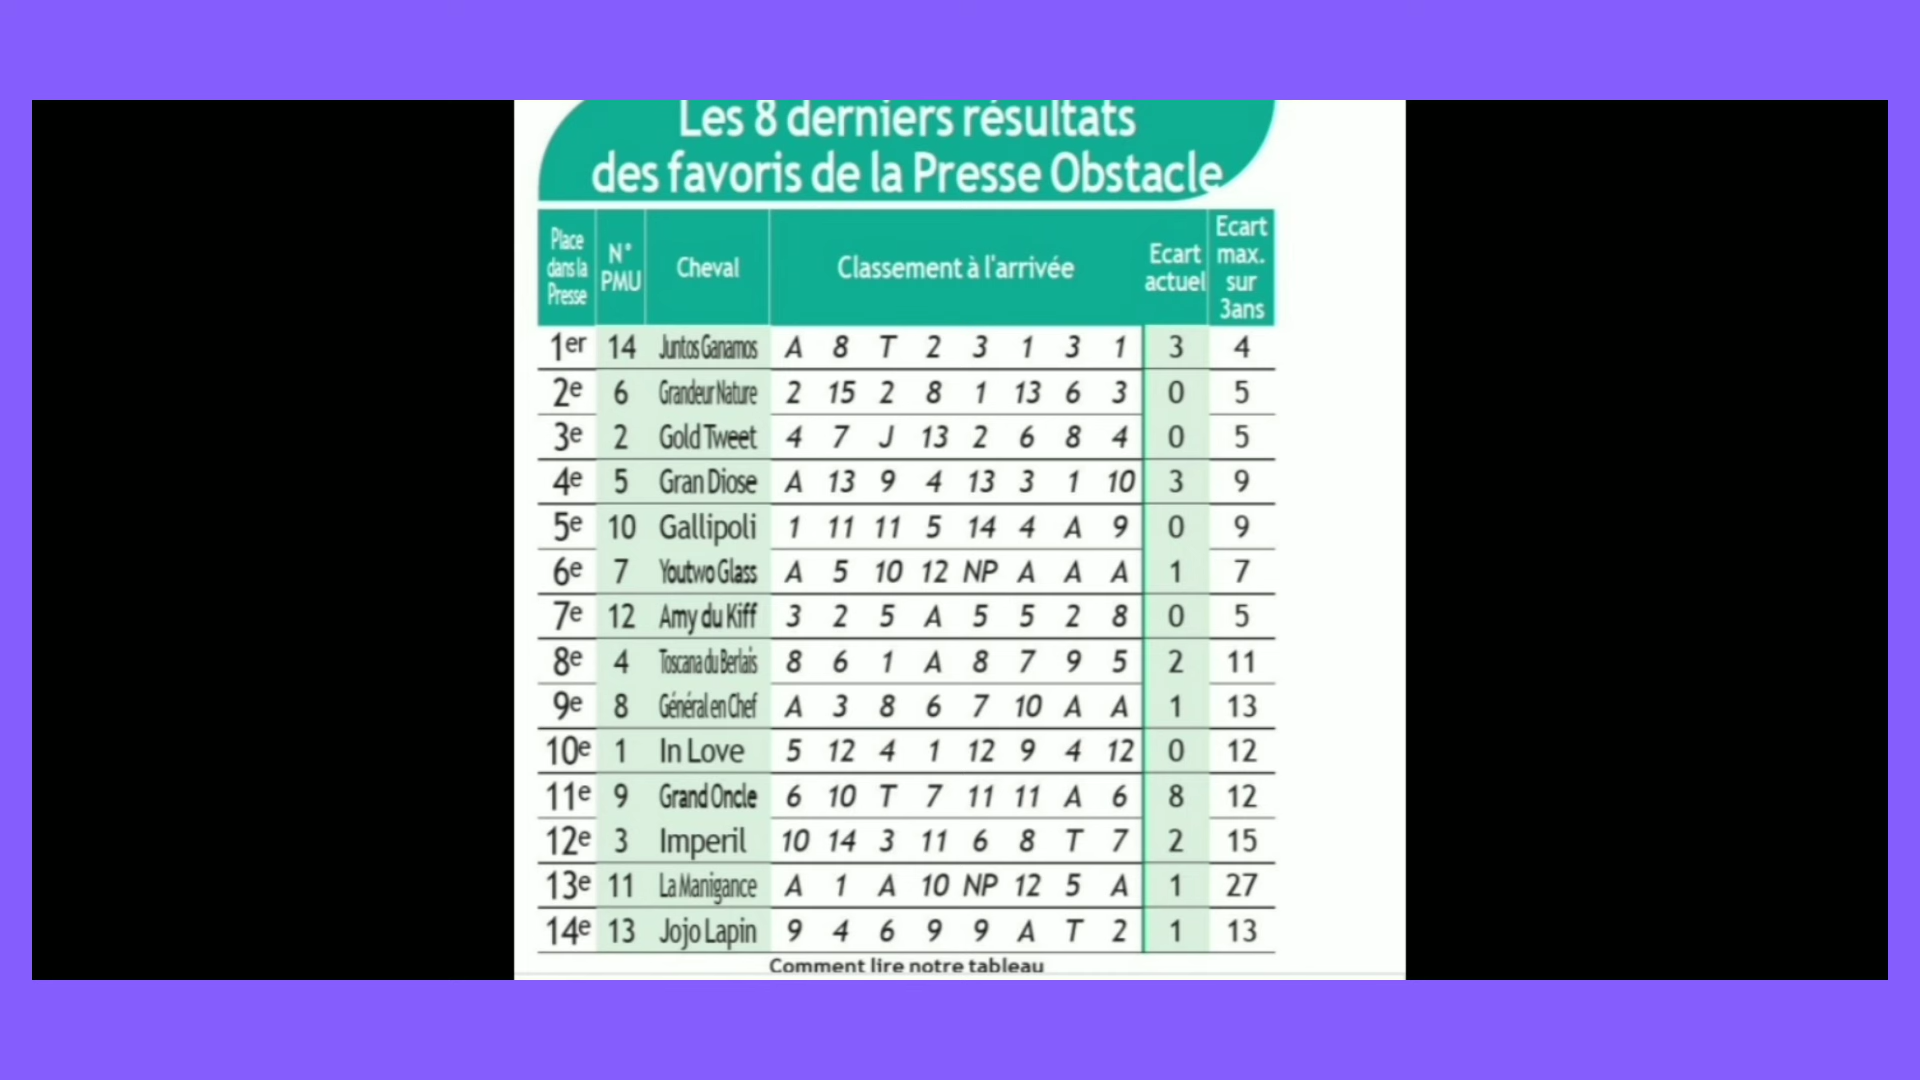 Les 8 derniers résultats
des favoris de la Presse Obstacle
Place dans la Presse N° PMU Cheval Classement à l'arrivée Ecart actuel Ecart max. sur 3ans
1er 14 Juntos Ganamos A 8 T 2 3 1 3 1 3 4
2e 6 Grandeur Nature 2 15 2 8 1 13 6 3 0 5
3e 2 Gold Tweet 4 7 J 13 2 6 8 4 0 5
4e 5 Gran Diose A 13 9 4 13 3 1 10 3 9
5e 10 Gallipoli 1 11 11 5 14 4 A 9 0 9
6e 7 Youtwo Glass A 5 10 12 NP A A A 1 7
7e 12 Amy du Kiff 3 2 5 A 5 5 2 8 0 5
8e 4 Toscana du Berlais 8 6 1 A 8 7 9 5 2 11
9e 8 Général en Chef A 3 8 6 7 10 A A 1 13
10e 1 In Love 5 12 4 1 12 9 4 12 0 12
11e 9 Grand Oncle 6 10 T 7 11 11 A 6 8 12
12e 3 Imperil 10 14 3 11 6 8 T 7 2 15
13e 11 La Manigance A 1 A 10 NP 12 5 A 1 27
14e 13 Jojo Lapin 9 4 6 9 9 A T 2 1 13
Comment lire notre tableau